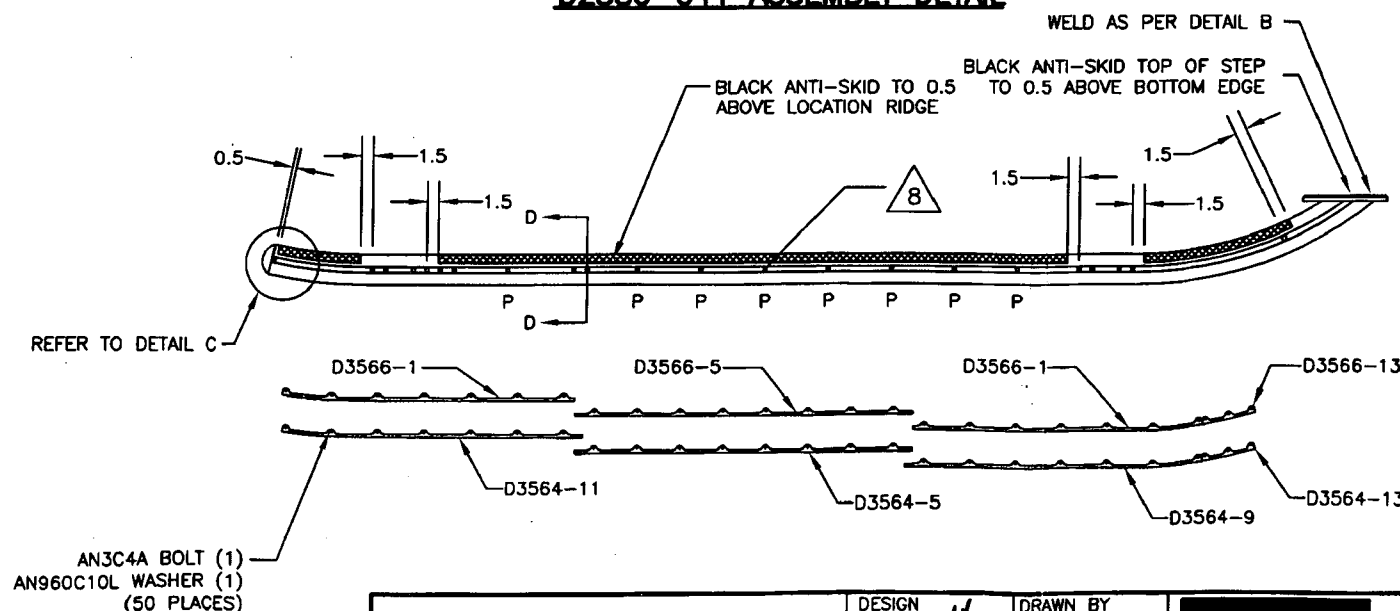 WELD AS PER DETAIL B
BLACK ANTI-SKID TO 0.5
ABOVE LOCATION RIDGE
BLACK ANTI-SKID TOP OF STEP
TO 0.5 ABOVE BOTTOM EDGE
0.5
1.5
1.5
D
8
1.5
1.5
1.5
P
P
P
P
P
P
P
P
D
REFER TO DETAIL C
D3566-1
D3566-5
D3566-1
D3566-13
D3564-11
D3564-5
D3564-9
D3564-13
AN3C4A BOLT (1)
AN960C10L WASHER (1)
(50 PLACES)
DESIGN
DRAWN BY